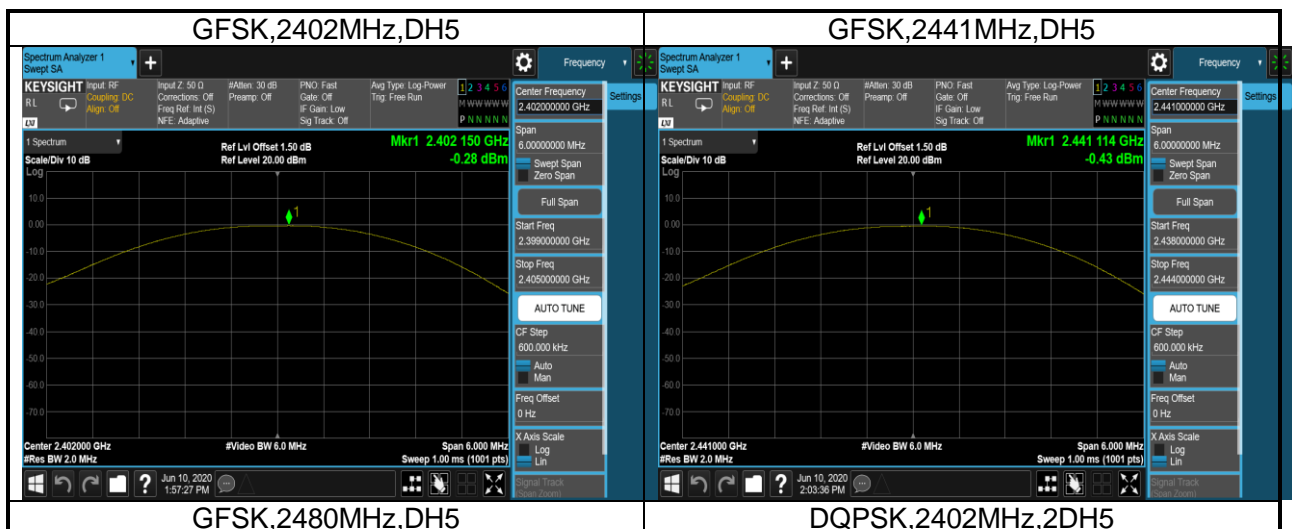 GFSK,2402MHz,DH5
Spectrum Analyzer 1
Swept SA
Frequency
KEYSIGHT
RL
LXI
Input: RF
Coupling: DC
Align: Off
Input Z: 50 Ω
Corrections: Off
Freq Ref: Int (S)
NFE: Adaptive
#Atten: 30 dB
Preamp: Off
PNO: Fast
Gate: Off
IF Gain: Low
Sig Track: Off
Avg Type: Log-Power
Trig: Free Run
1 2 3 4 5 6
M W W W W W
P N N N N N
Center Frequency
2.402000000 GHz
Settings
Span
6.00000000 MHz
Swept Span
Zero Span
Full Span
Start Freq
2.399000000 GHz
Stop Freq
2.405000000 GHz
AUTO TUNE
CF Step
600.000 kHz
Auto
Man
Freq Offset
0 Hz
X Axis Scale
Log
Lin
Signal Track
(Span Zoom)
1 Spectrum
Scale/Div 10 dB
Log
Ref Lvl Offset 1.50 dB
Ref Level 20.00 dBm
Mkr1 2.402 150 GHz
-0.28 dBm
1
10.0
0.00
-10.0
-20.0
-30.0
-40.0
-50.0
-60.0
-70.0
Center 2.402000 GHz
#Res BW 2.0 MHz
#Video BW 6.0 MHz
Span 6.000 MHz
Sweep 1.00 ms (1001 pts)
?
Jun 10, 2020
1:57:27 PM
GFSK,2441MHz,DH5
Spectrum Analyzer 1
Swept SA
Frequency
KEYSIGHT
RL
LXI
Input: RF
Coupling: DC
Align: Off
Input Z: 50 Ω
Corrections: Off
Freq Ref: Int (S)
NFE: Adaptive
#Atten: 30 dB
Preamp: Off
PNO: Fast
Gate: Off
IF Gain: Low
Sig Track: Off
Avg Type: Log-Power
Trig: Free Run
1 2 3 4 5 6
M W W W W W
P N N N N N
Center Frequency
2.441000000 GHz
Settings
Span
6.00000000 MHz
Swept Span
Zero Span
Full Span
Start Freq
2.438000000 GHz
Stop Freq
2.444000000 GHz
AUTO TUNE
CF Step
600.000 kHz
Auto
Man
Freq Offset
0 Hz
X Axis Scale
Log
Lin
Signal Track
(Span Zoom)
1 Spectrum
Scale/Div 10 dB
Log
Ref Lvl Offset 1.50 dB
Ref Level 20.00 dBm
Mkr1 2.441 114 GHz
-0.43 dBm
1
10.0
0.00
-10.0
-20.0
-30.0
-40.0
-50.0
-60.0
-70.0
Center 2.441000 GHz
#Res BW 2.0 MHz
#Video BW 6.0 MHz
Span 6.000 MHz
Sweep 1.00 ms (1001 pts)
?
Jun 10, 2020
2:03:36 PM
GFSK,2480MHz,DH5
DQPSK,2402MHz,2DH5